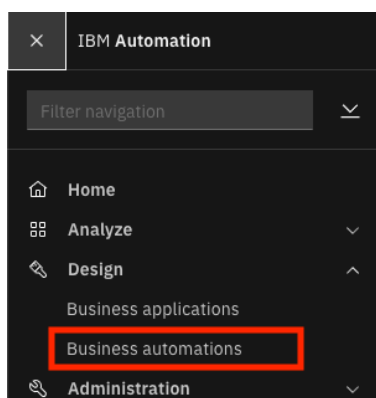 IBM Automation
Filter navigation
Home
Analyze
Design
Business applications
Business automations
Administration